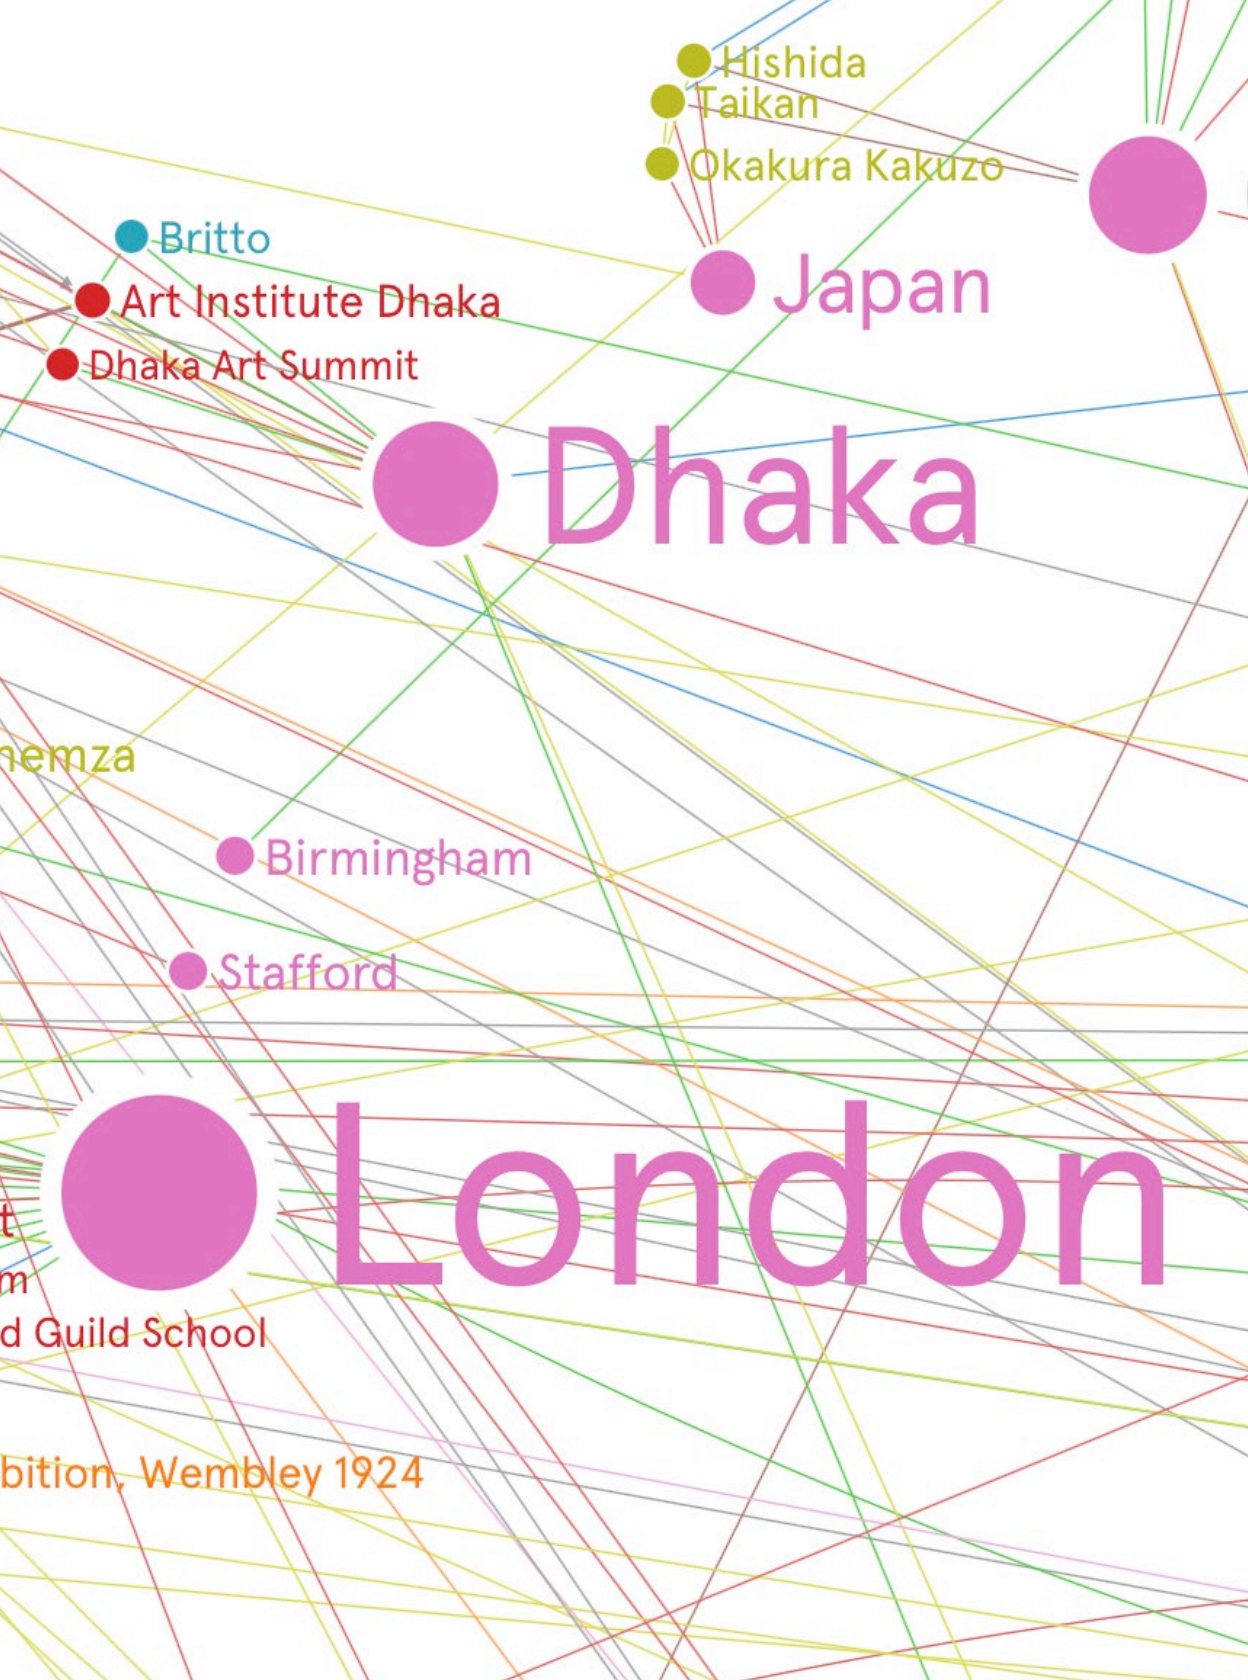 Hishida
Taikan
Okakura Kakuzo
Britto
Japan
Art Institute Dhaka
Dhaka Art Summit
Dhaka
hemza
Birmingham
Stafford
London
t
m
d Guild School
bition, Wembley 1924